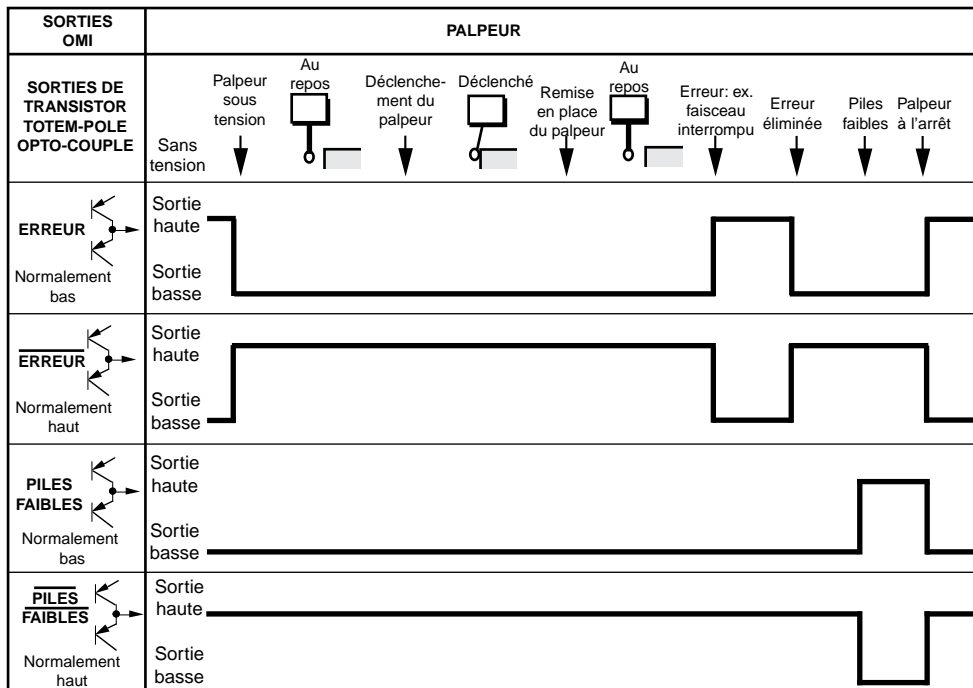 SORTIES
OMI
PALPEUR
SORTIES DE
TRANSISTOR
TOTEM-POLE
OPTO-COUPLE
Sans
tension
Palpeur
sous
tension
Au
repos
Déclenche-
ment du
palpeur
Déclenché
Remise
en place
du palpeur
Au
repos
Erreur: ex.
faisceau
interrompu
Erreur
éliminée
Piles
faibles
Palpeur
à l'arrêt
ERREUR
Normalement
bas
Sortie
haute
Sortie
basse
ERREUR
Normalement
haut
Sortie
haute
Sortie
basse
PILES
FAIBLES
Normalement
bas
Sortie
haute
Sortie
basse
PILES
FAIBLES
Normalement
haut
Sortie
haute
Sortie
basse